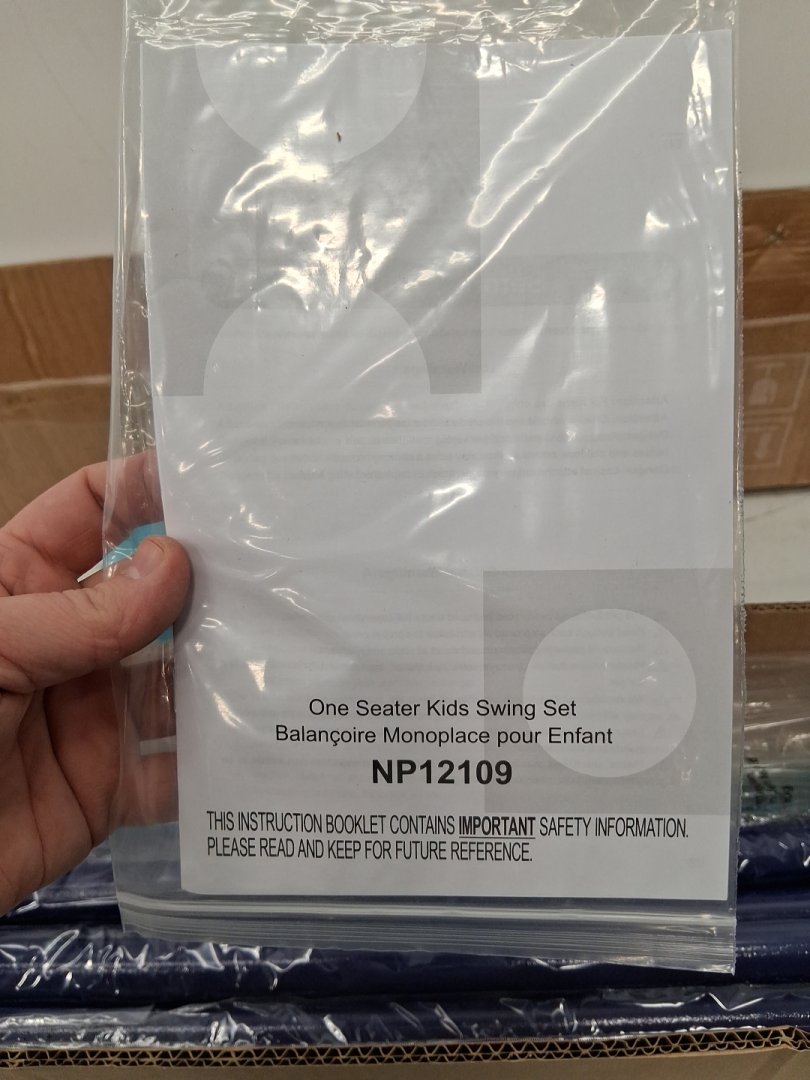 One Seater Kids Swing Set
Balançoire Monoplace pour Enfant
NP12109
THIS INSTRUCTION BOOKLET CONTAINS IMPORTANT SAFETY INFORMATION.
PLEASE READ AND KEEP FOR FUTURE REFERENCE.